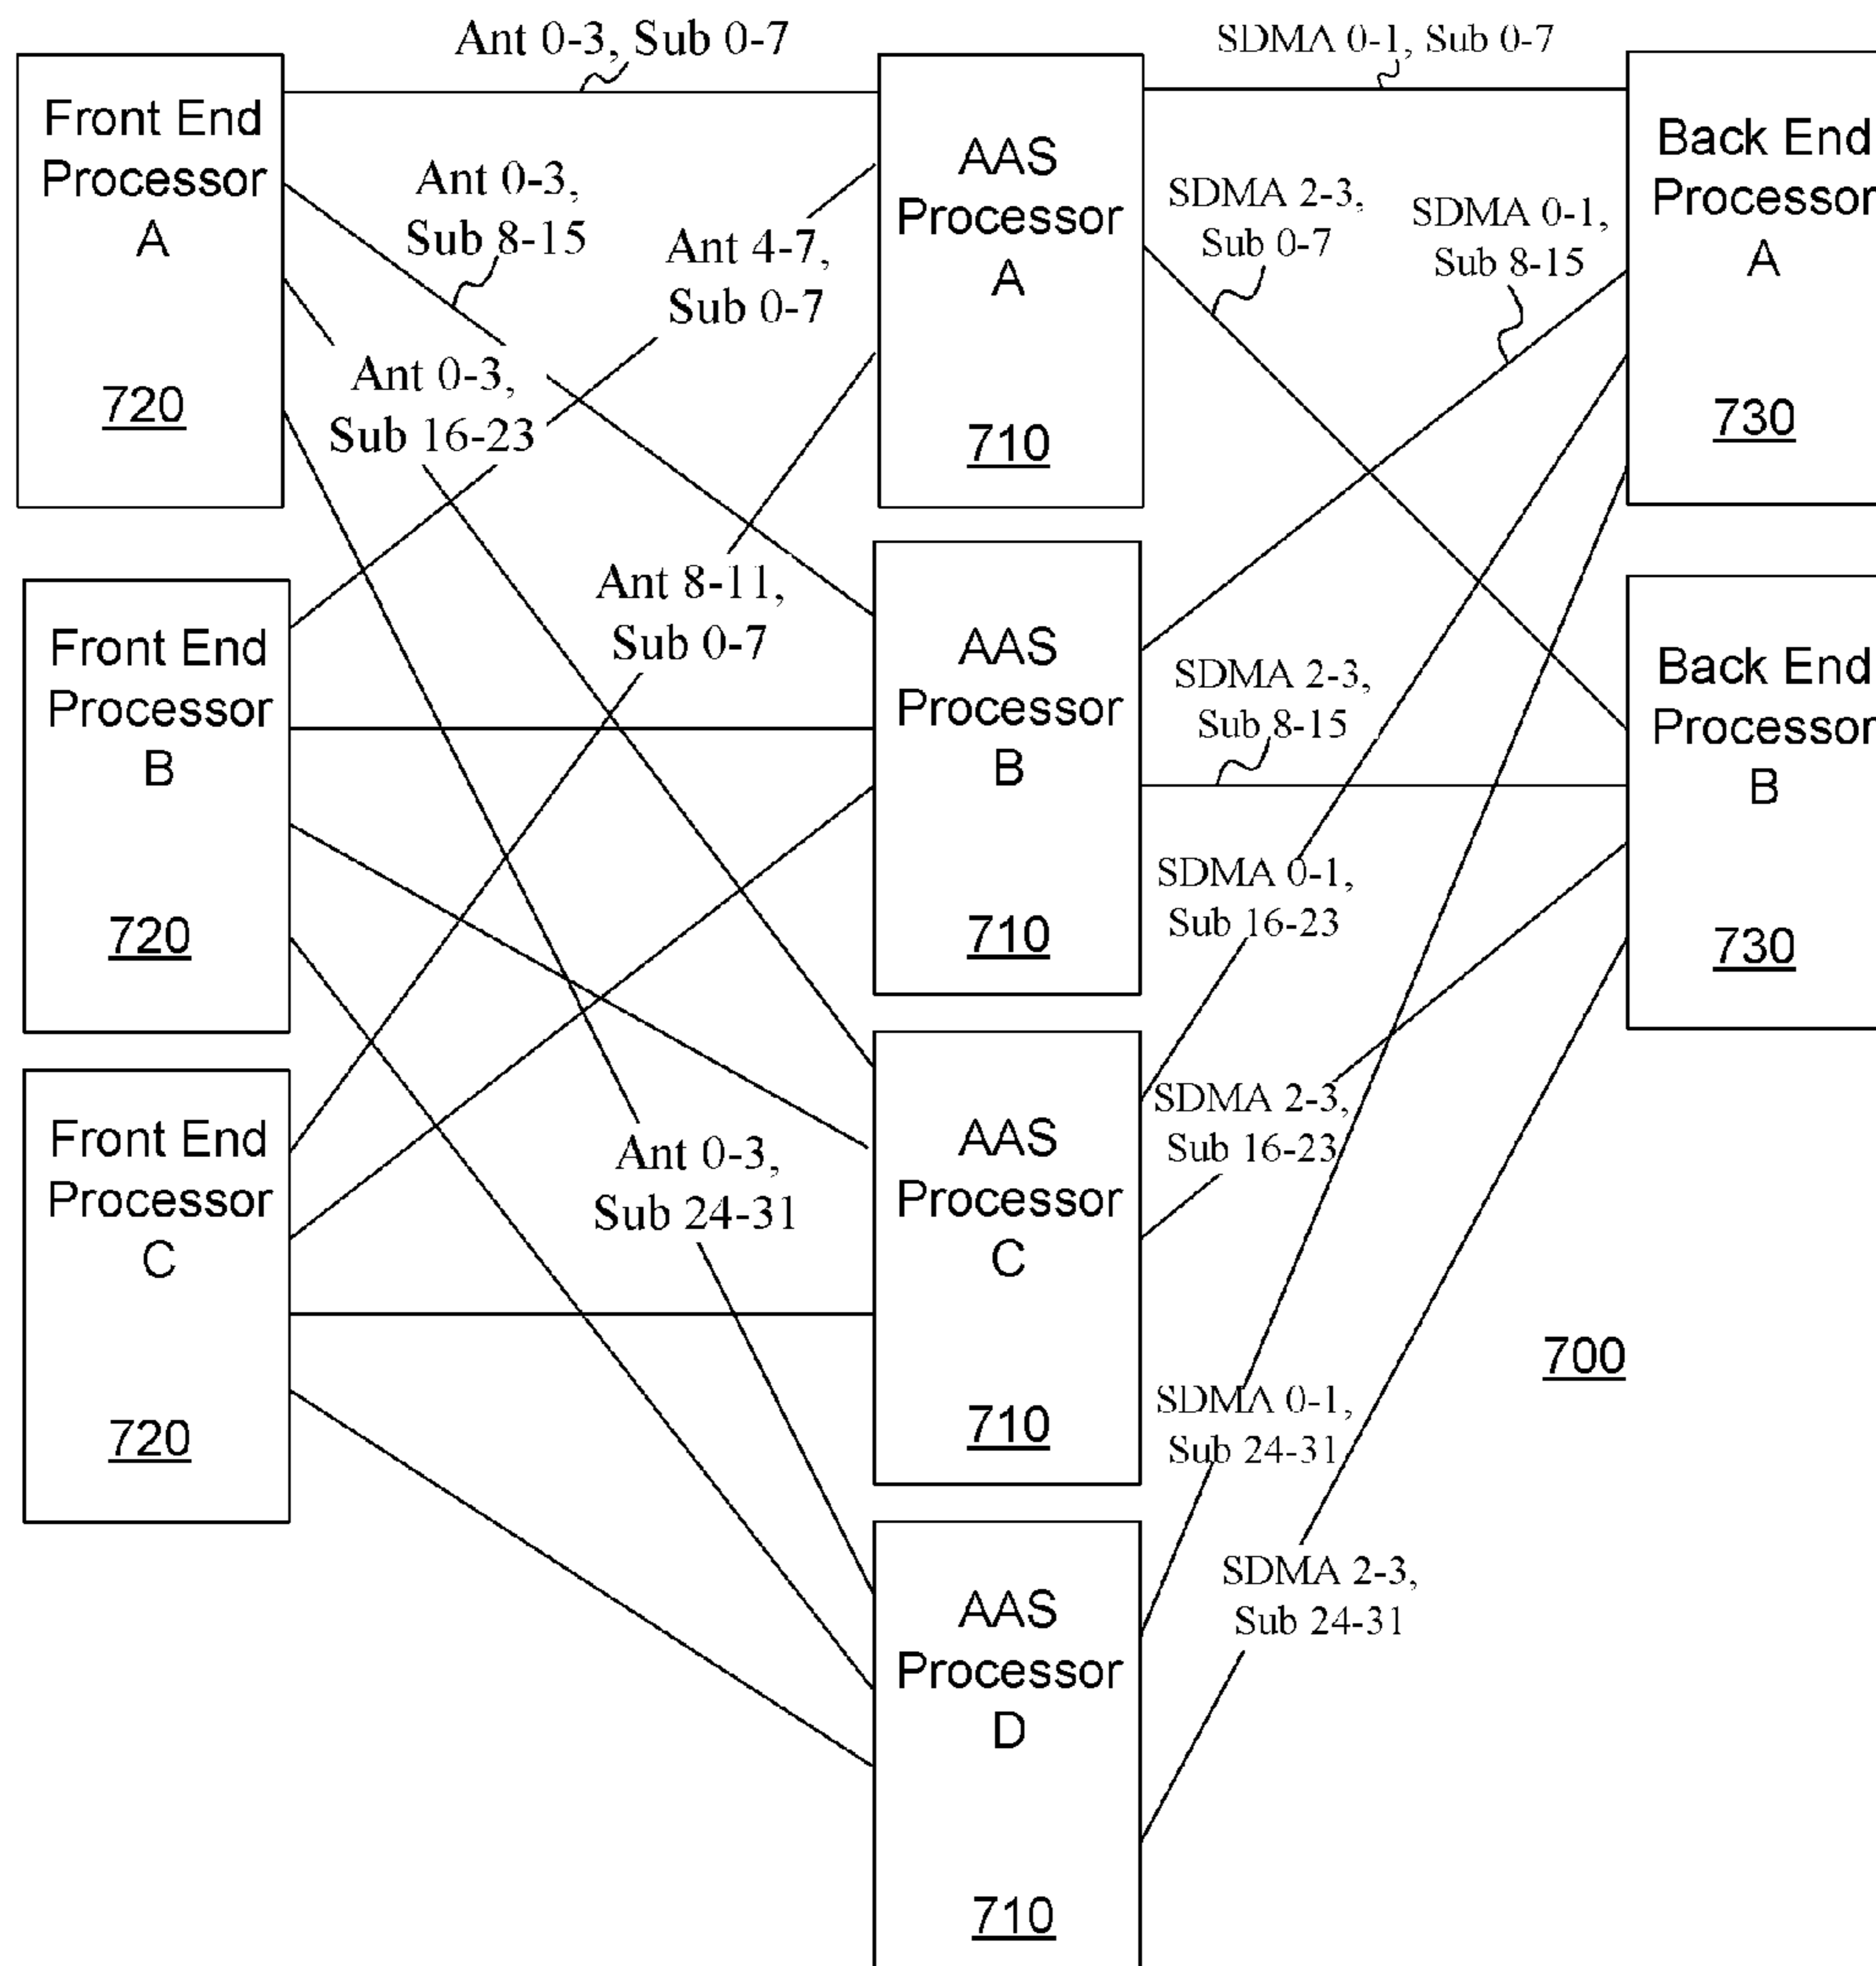 Ant 0-3, Sub 0-7
SDMA 0-1, Sub 0-7
Front End
Processor
A
720
Ant 0-3,
Sub 8-15
Ant 4-7,
Sub 0-7
Ant 0-3,
Sub 16-23
AAS
Processor
A
710
SDMA 2-3,
Sub 0-7
SDMA 0-1,
Sub 8-15
Back End
Processor
A
730
Front End
Processor
B
720
Ant 8-11,
Sub 0-7
AAS
Processor
B
710
SDMA 2-3,
Sub 8-15
SDMA 0-1,
Sub 16-23
Back End
Processor
B
730
Front End
Processor
C
720
Ant 0-3,
Sub 24-31
AAS
Processor
C
710
SDMA 2-3,
Sub 16-23
SDMA 0-1,
Sub 24-31
700
AAS
Processor
D
710
SDMA 2-3,
Sub 24-31